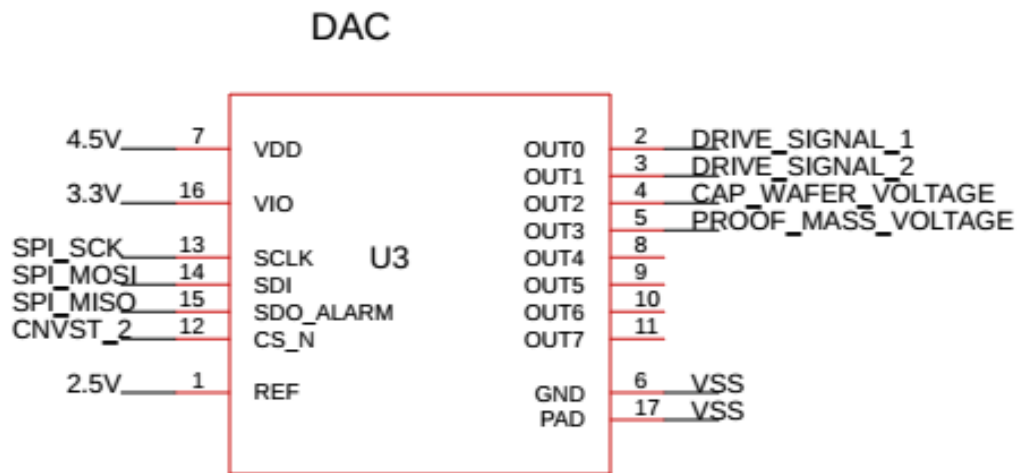 DAC
4.5V 7 VDD
3.3V 16 VIO
SPI_SCK 13 SCLK
SPI_MOSI 14 SDI
SPI_MISO 15 SDO_ALARM
CNVST_2 12 CS_N
2.5V 1 REF
U3
OUT0 2 DRIVE_SIGNAL_1
OUT1 3 DRIVE_SIGNAL_2
OUT2 4 CAP_WAFER_VOLTAGE
OUT3 5 PROOF_MASS_VOLTAGE
OUT4 8
OUT5 9
OUT6 10
OUT7 11
GND 6 VSS
PAD 17 VSS